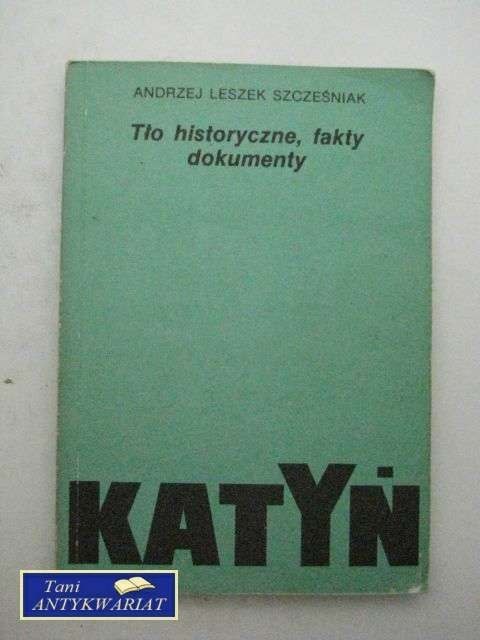 ANDRZEJ LESZEK SZCZEŚNIAK
Tło historyczne, fakty
dokumenty
KATYŃ
Tani
ANTYKWARIAT